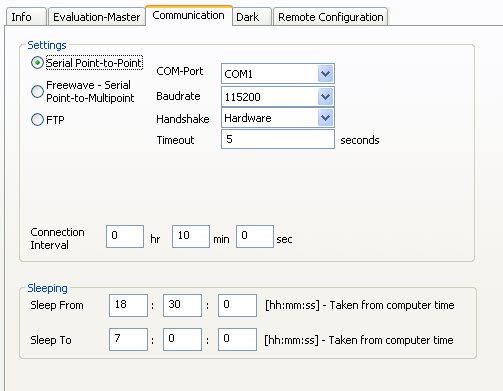 Info Evaluation-Master Communication Dark Remote Configuration
Settings
Serial Point-to-Point
Freewave - Serial
Point-to-Multipoint
FTP
COM-Port COM1
Baudrate 115200
Handshake Hardware
Timeout 5 seconds
Connection
Interval 0 hr 10 min 0 sec
Sleeping
Sleep From 18 : 30 : 0 [hh:mm:ss] - Taken from computer time
Sleep To 7 : 0 : 0 [hh:mm:ss] - Taken from computer time